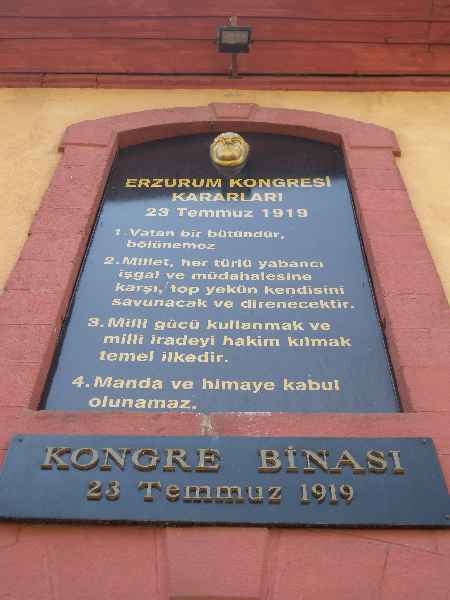 ERZURUM KONGRESİ
KARARLARI
23 Temmuz 1919
1. Vatan bir bütündür,
bölünemoz
2. Millet, her türlü yabancı
işgal ve müdahalesine
karşı, top yekün kendisini
savunacak ve direnecektir.
3. Milli gücü kullanmak ve
milli iradeyi hakim kılmak
temel ilkedir.
4. Manda ve himaye kabul
olunamaz.
KONGRE BİNASI
23 Temmuz 1919